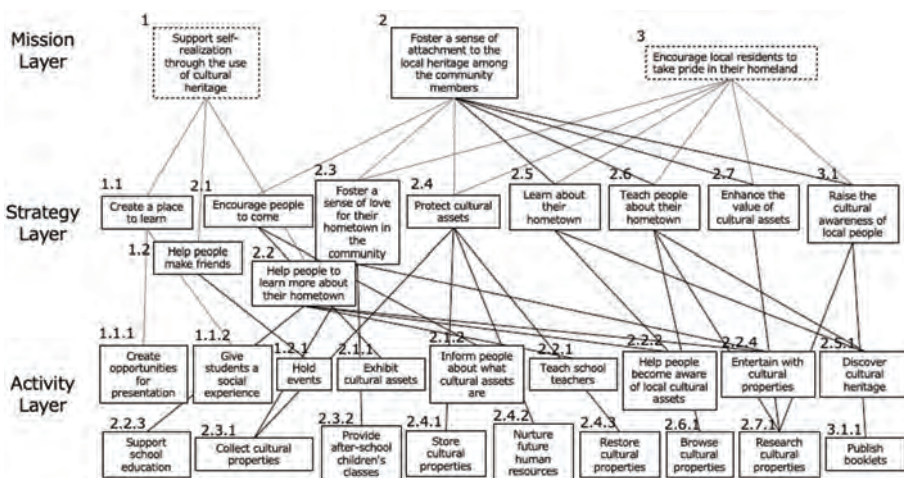 Mission
Layer
1
Support self-
realization
through the use
of cultural
heritage
2
Foster a sense of
attachment to the
local heritage among
the community
members
3
Encourage local residents to
take pride in their homeland
Strategy
Layer
1.1
Create a place
to learn
1.2
Help people
make friends
2.1
Encourage people
to come
2.2
Help people to
learn more about
their hometown
2.3
Foster a
sense of love
for their
hometown in
the
community
2.4
Protect cultural
assets
2.5
Learn about
their
hometown
2.6
Teach people
about their
hometown
2.7
Enhance the
value of
cultural assets
3.1
Raise the
cultural
awareness of
local people
Activity
Layer
1.1.1
Create
opportunities
for
presentation
1.1.2
Give
students a
social
experience
1.2.1
Hold
events
2.1.1
Exhibit
cultural assets
2.1.2
Inform people
about what
cultural assets
are
2.2.1
Teach school
teachers
2.2.2
Help people
become aware
of local cultural
assets
2.2.4
Entertain with
cultural
properties
2.5.1
Discover
cultural
heritage
2.2.3
Support
school
education
2.3.1
Collect cultural
properties
2.3.2
Provide
after-school
children's
classes
2.4.1
Store
cultural
properties
2.4.2
Nurture
future
human
resources
2.4.3
Restore
cultural
properties
2.6.1
Browse
cultural
properties
2.7.1
Research
cultural
properties
3.1.1
Publish
booklets